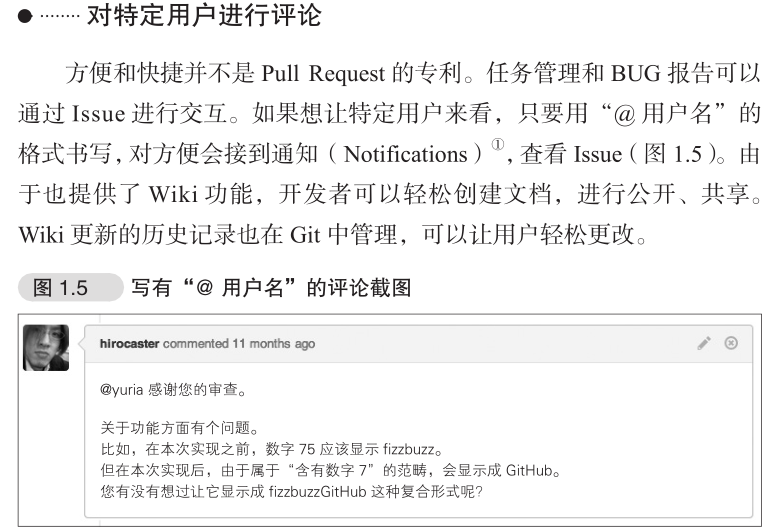 ●········对特定用户进行评论
方便和快捷并不是 Pull Request 的专利。任务管理和 BUG 报告可以
通过 Issue 进行交互。如果想让特定用户来看，只要用“@ 用户名”的
格式书写，对方便会接到通知（Notifications）①，查看 Issue（图 1.5）。由
于也提供了 Wiki 功能，开发者可以轻松创建文档，进行公开、共享。
Wiki 更新的历史记录也在 Git 中管理，可以让用户轻松更改。
图 1.5 写有“@ 用户名”的评论截图
hirocaster commented 11 months ago
@yuria 感谢您的审查。
关于功能方面有个问题。
比如，在本次实现之前，数字 75 应该显示 fizzbuzz。
但在本次实现后，由于属于“含有数字 7”的范畴，会显示成 GitHub。
您有没有想过让它显示成 fizzbuzzGitHub 这种复合形式呢?